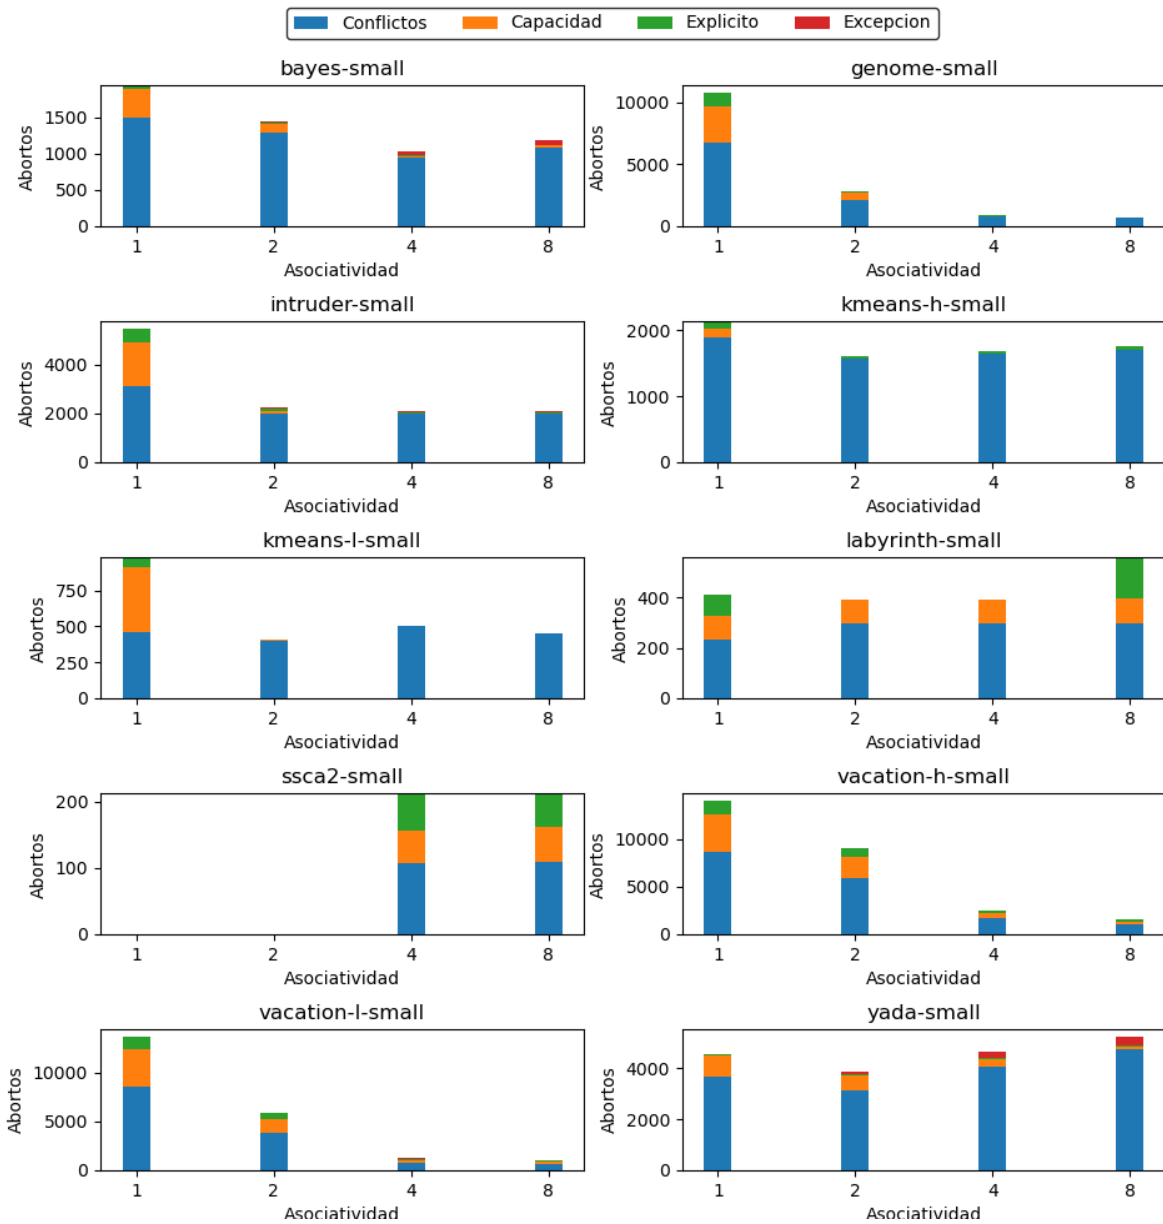 Conflictos Capacidad Explicito Excepcion
bayes-small
Abortos
1500
1000
500
0
1 2 4 8
Asociatividad
genome-small
Abortos
10000
5000
0
1 2 4 8
Asociatividad
intruder-small
Abortos
4000
2000
0
1 2 4 8
Asociatividad
kmeans-h-small
Abortos
2000
1000
0
1 2 4 8
Asociatividad
kmeans-l-small
Abortos
750
500
250
0
1 2 4 8
Asociatividad
labyrinth-small
Abortos
400
200
0
1 2 4 8
Asociatividad
ssca2-small
Abortos
200
100
0
1 2 4 8
Asociatividad
vacation-h-small
Abortos
10000
5000
0
1 2 4 8
Asociatividad
vacation-l-small
Abortos
10000
5000
0
1 2 4 8
Asociatividad
yada-small
Abortos
4000
2000
0
1 2 4 8
Asociatividad